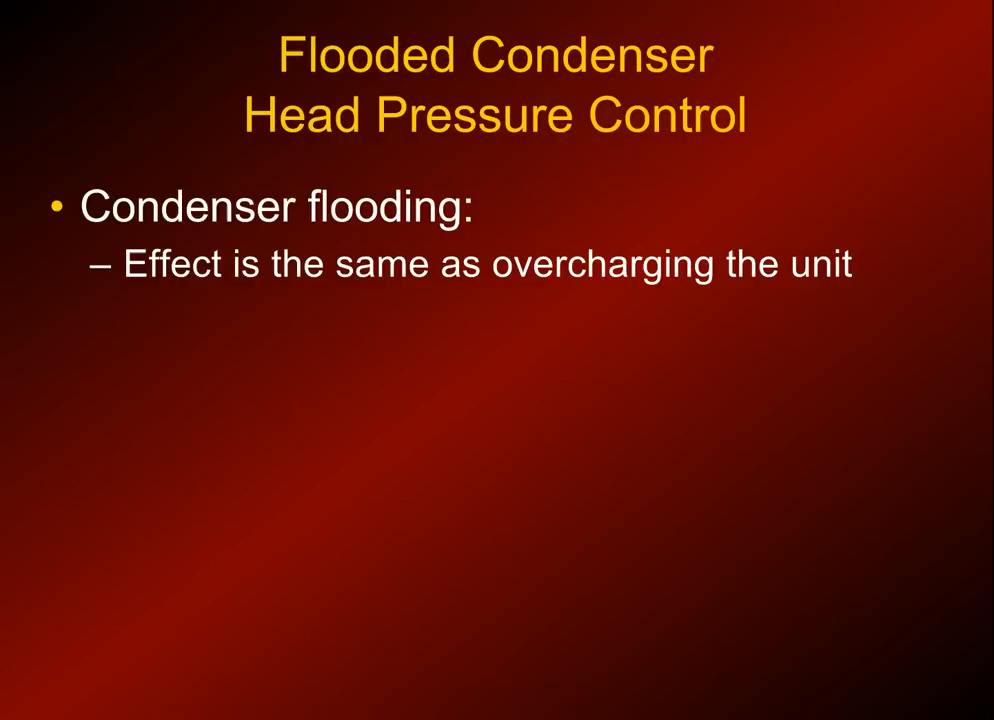 Flooded Condenser
Head Pressure Control
• Condenser flooding:
– Effect is the same as overcharging the unit